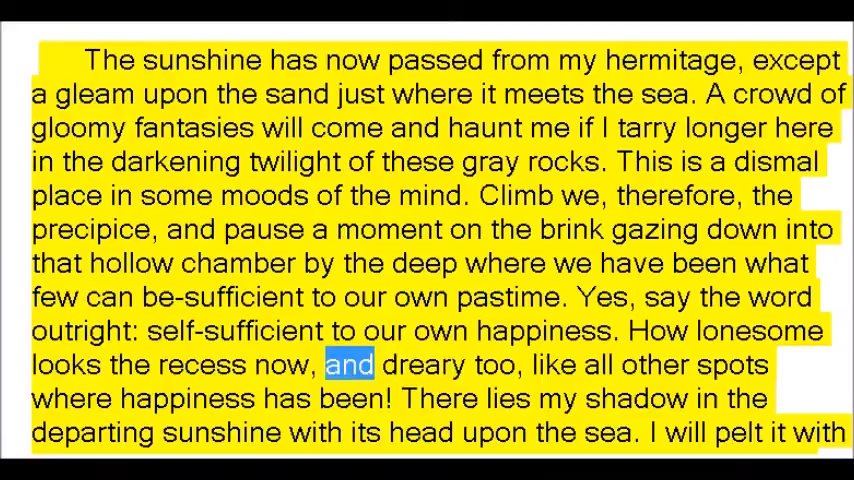 The sunshine has now passed from my hermitage, except
a gleam upon the sand just where it meets the sea. A crowd of
gloomy fantasies will come and haunt me if I tarry longer here
in the darkening twilight of these gray rocks. This is a dismal
place in some moods of the mind. Climb we, therefore, the
precipice, and pause a moment on the brink gazing down into
that hollow chamber by the deep where we have been what
few can be-sufficient to our own pastime. Yes, say the word
outright: self-sufficient to our own happiness. How lonesome
looks the recess now, and dreary too, like all other spots
where happiness has been! There lies my shadow in the
departing sunshine with its head upon the sea. I will pelt it with